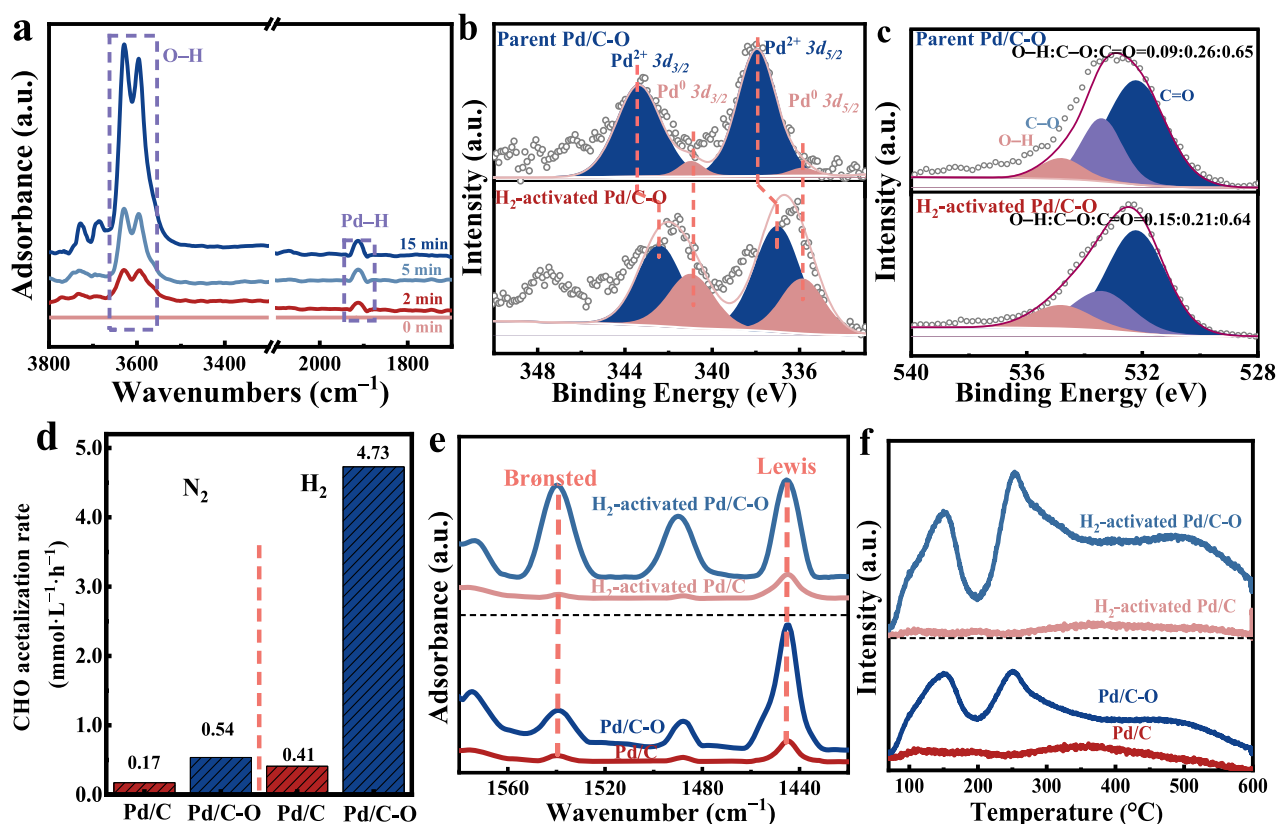 a
O–H
Pd–H
15 min
5 min
2 min
0 min
3800 3600 3400 2000 1800
Wavenumbers (cm⁻¹)
Adsorbance (a.u.)
b
Parent Pd/C-O
Pd²⁺ 3d₃/₂
Pd²⁺ 3d₅/₂
Pd⁰ 3d₃/₂
Pd⁰ 3d₅/₂
H₂-activated Pd/C-O
348 344 340 336
Binding Energy (eV)
Intensity (a.u.)
c
Parent Pd/C-O
O–H:C–O:C=O=0.09:0.26:0.65
C=O
C–O
O–H
H₂-activated Pd/C-O
O–H:C–O:C=O=0.15:0.21:0.64
540 536 532 528
Binding Energy (eV)
Intensity (a.u.)
d
5.0
4.0
3.0
2.0
1.0
0.0
N₂
H₂
4.73
0.54
0.41
0.17
Pd/C Pd/C-O Pd/C Pd/C-O
CHO acetalization rate
(mmol·L⁻¹·h⁻¹)
e
Brønsted
Lewis
H₂-activated Pd/C-O
H₂-activated Pd/C
Pd/C-O
Pd/C
1560 1520 1480 1440
Wavenumber (cm⁻¹)
Adsorbance (a.u.)
f
H₂-activated Pd/C-O
H₂-activated Pd/C
Pd/C-O
Pd/C
100 200 300 400 500 600
Temperature (°C)
Intensity (a.u.)